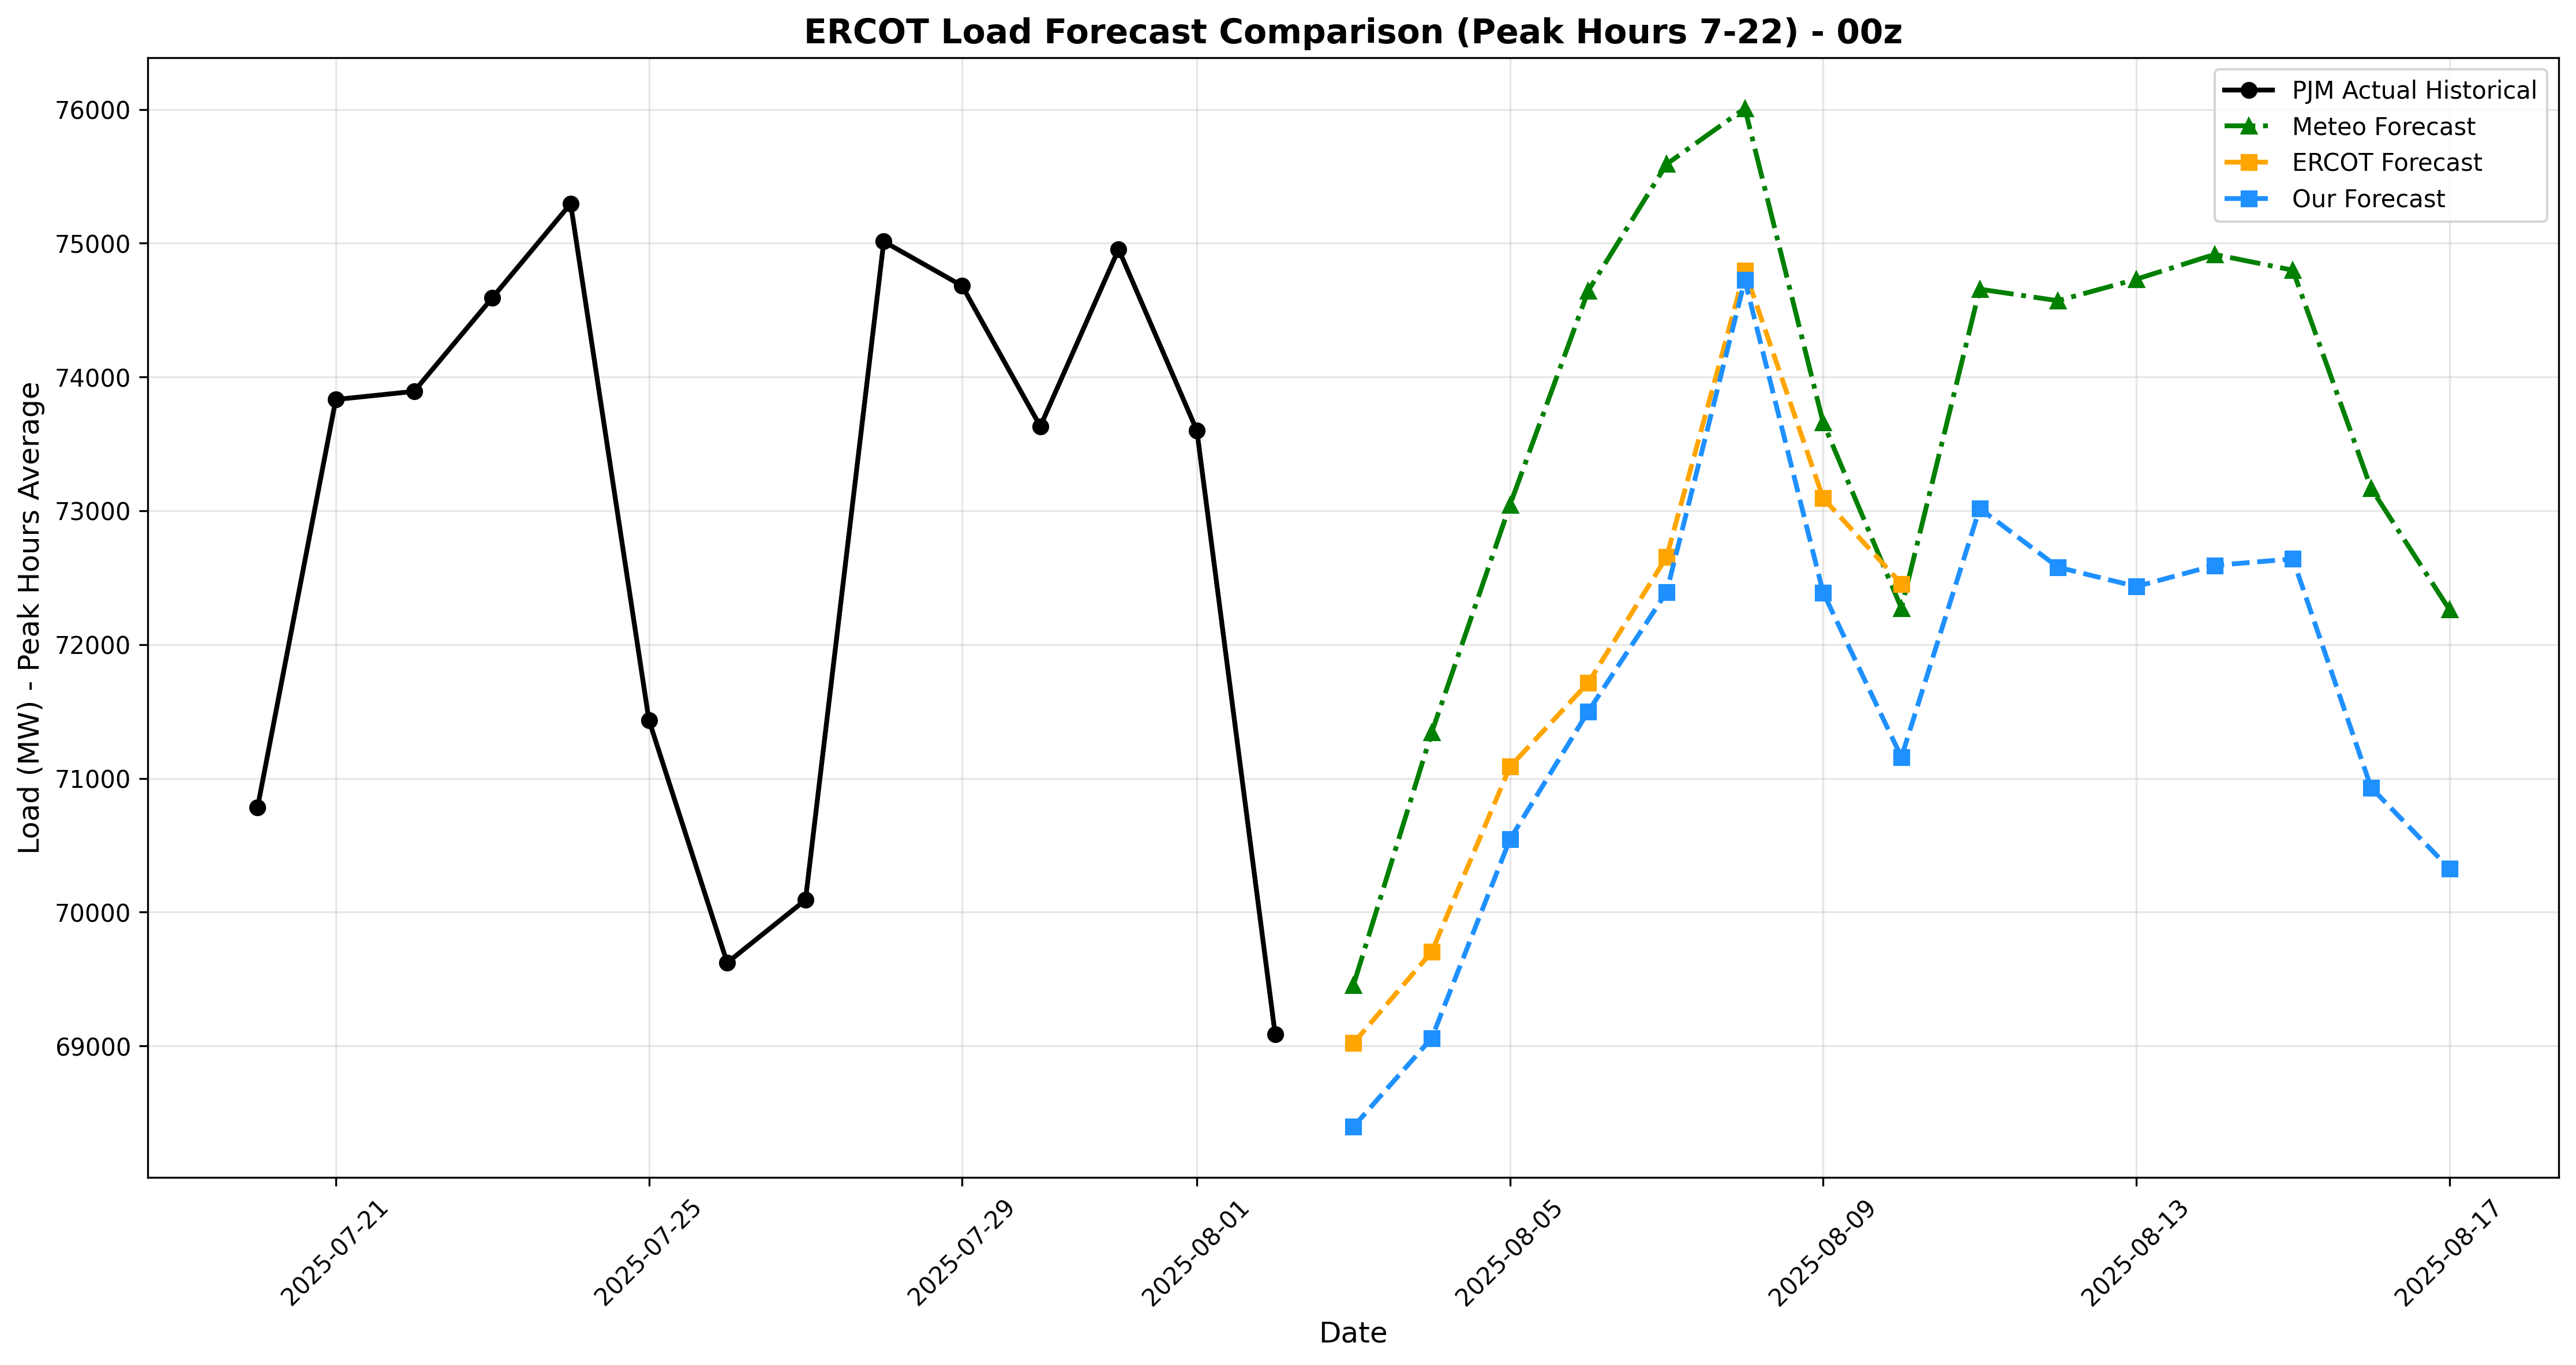 ERCOT Load Forecast Comparison (Peak Hours 7-22) - 00z
PJM Actual Historical
Meteo Forecast
ERCOT Forecast
Our Forecast
Load (MW) - Peak Hours Average
76000
75000
74000
73000
72000
71000
70000
69000
2025-07-21
2025-07-25
2025-07-29
2025-08-01
2025-08-05
2025-08-09
2025-08-13
2025-08-17
Date